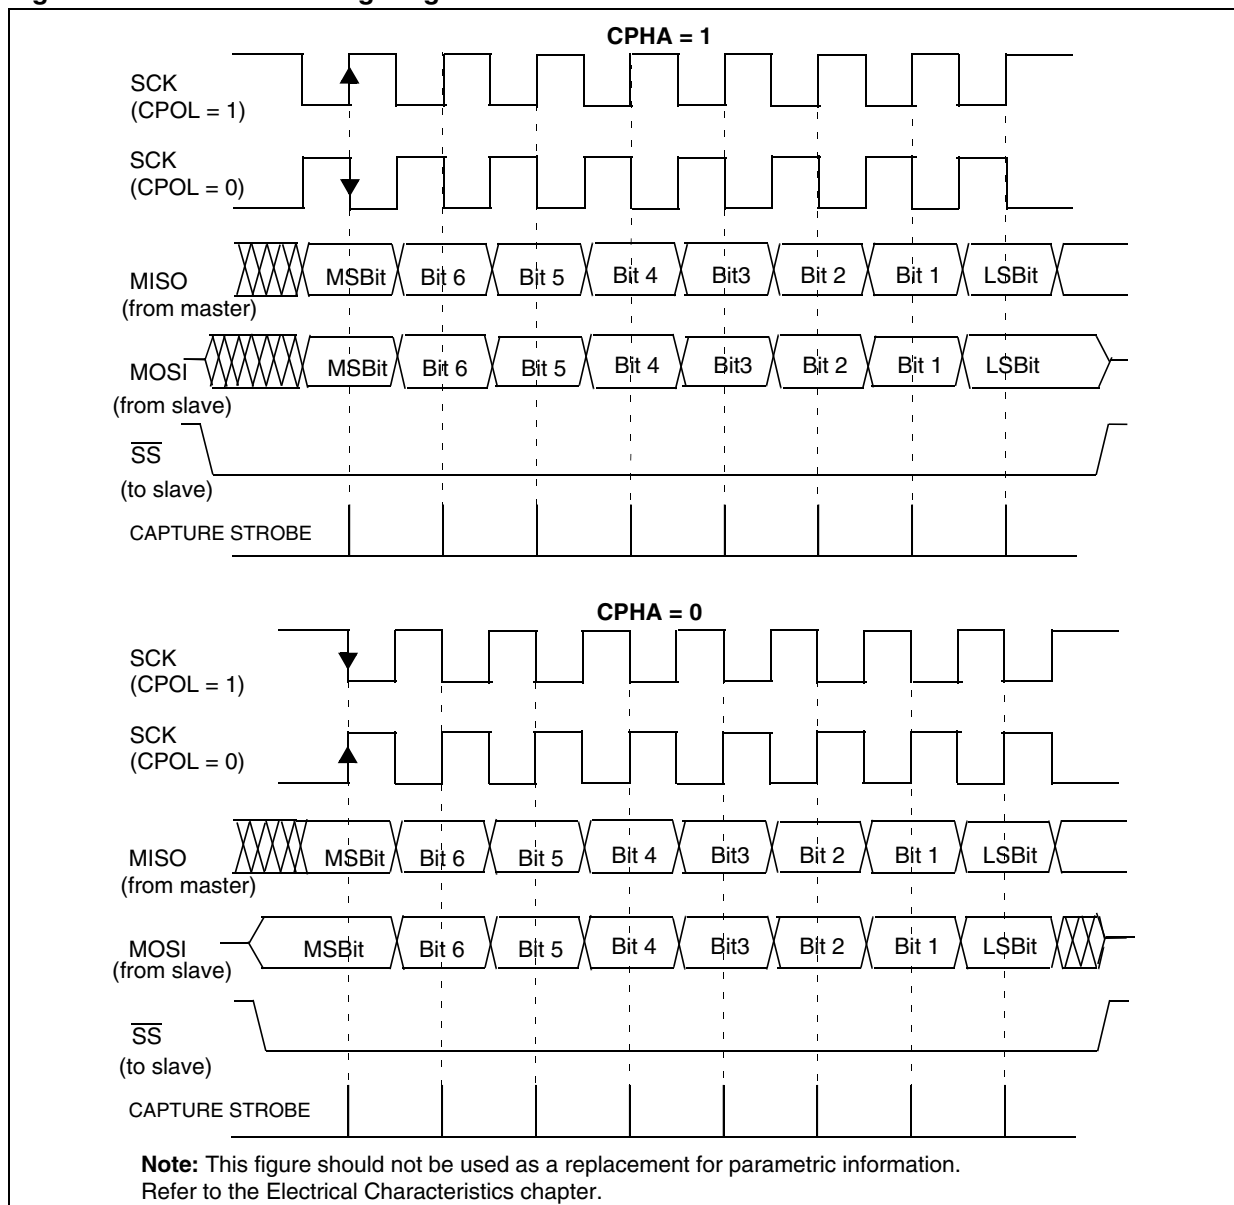 CPHA = 1
SCK
(CPOL = 1)
SCK
(CPOL = 0)
MISO
(from master)
MSBit Bit 6 Bit 5 Bit 4 Bit3 Bit 2 Bit 1 LSBit
MOSI
(from slave)
MSBit Bit 6 Bit 5 Bit 4 Bit3 Bit 2 Bit 1 LSBit
SS
(to slave)
CAPTURE STROBE
CPHA = 0
SCK
(CPOL = 1)
SCK
(CPOL = 0)
MISO
(from master)
MSBit Bit 6 Bit 5 Bit 4 Bit3 Bit 2 Bit 1 LSBit
MOSI
(from slave)
MSBit Bit 6 Bit 5 Bit 4 Bit3 Bit 2 Bit 1 LSBit
SS
(to slave)
CAPTURE STROBE
Note: This figure should not be used as a replacement for parametric information.
Refer to the Electrical Characteristics chapter.